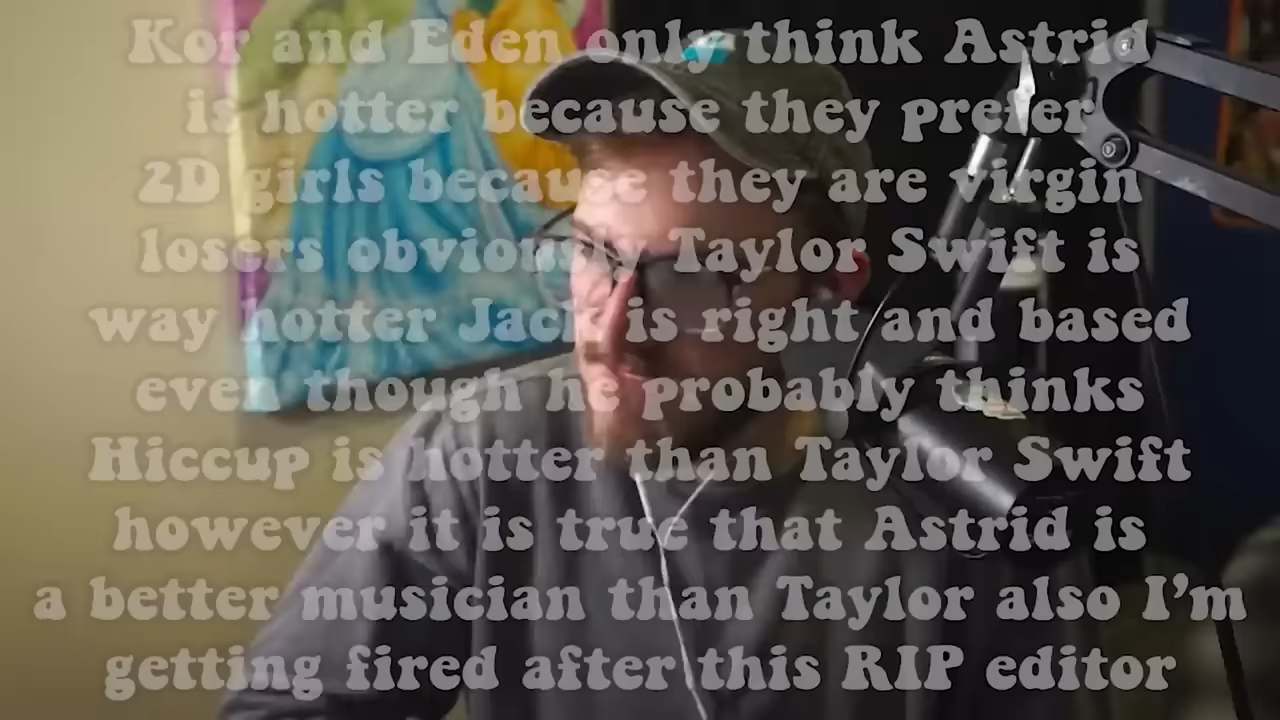 Kor and Eden only think Astrid
is hotter because they prefer
2D girls because they are virgin
losers obviously Taylor Swift is
way hotter Jack is right and based
even though he probably thinks
Hiccup is hotter than Taylor Swift
however it is true that Astrid is
a better musician than Taylor also I'm
getting fired after this RIP editor